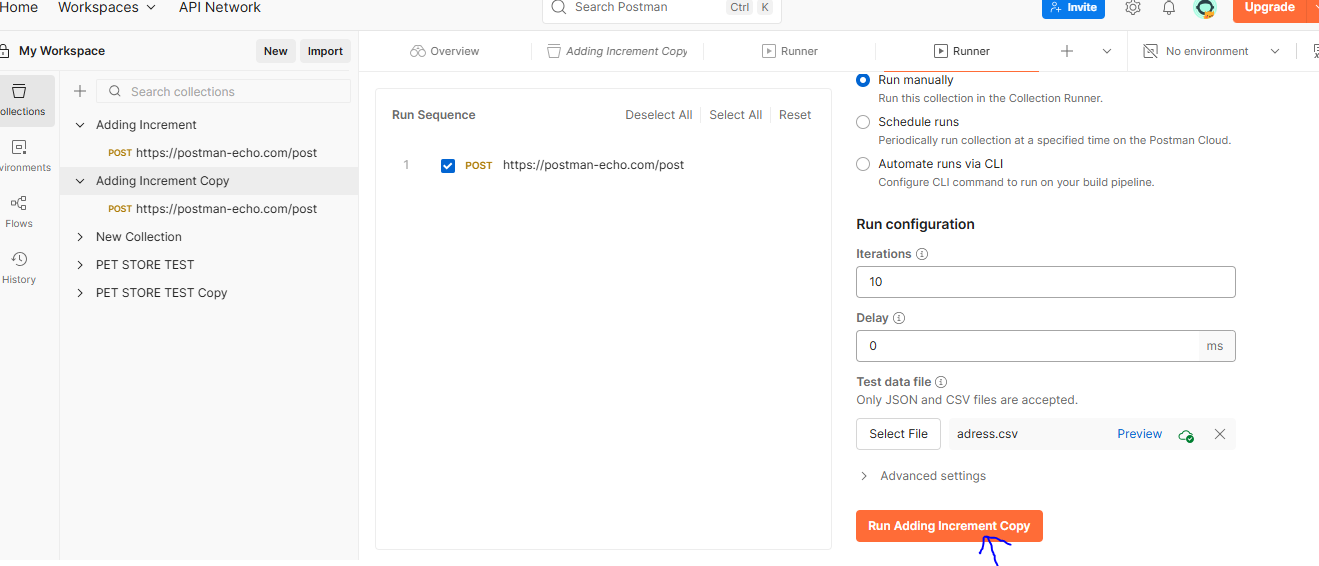 Home Workspaces API Network Search Postman Ctrl K Invite Upgrade
My Workspace New Import Overview Adding Increment Copy Runner Runner No environment
Search collections
ollections
vironments
Flows
History
Adding Increment
POST https://postman-echo.com/post
Adding Increment Copy
POST https://postman-echo.com/post
New Collection
PET STORE TEST
PET STORE TEST Copy
Run Sequence Deselect All Select All Reset
1 POST https://postman-echo.com/post
Run manually
Run this collection in the Collection Runner.
Schedule runs
Periodically run collection at a specified time on the Postman Cloud.
Automate runs via CLI
Configure CLI command to run on your build pipeline.
Run configuration
Iterations
10
Delay
0 ms
Test data file
Only JSON and CSV files are accepted.
Select File adress.csv Preview
Advanced settings
Run Adding Increment Copy